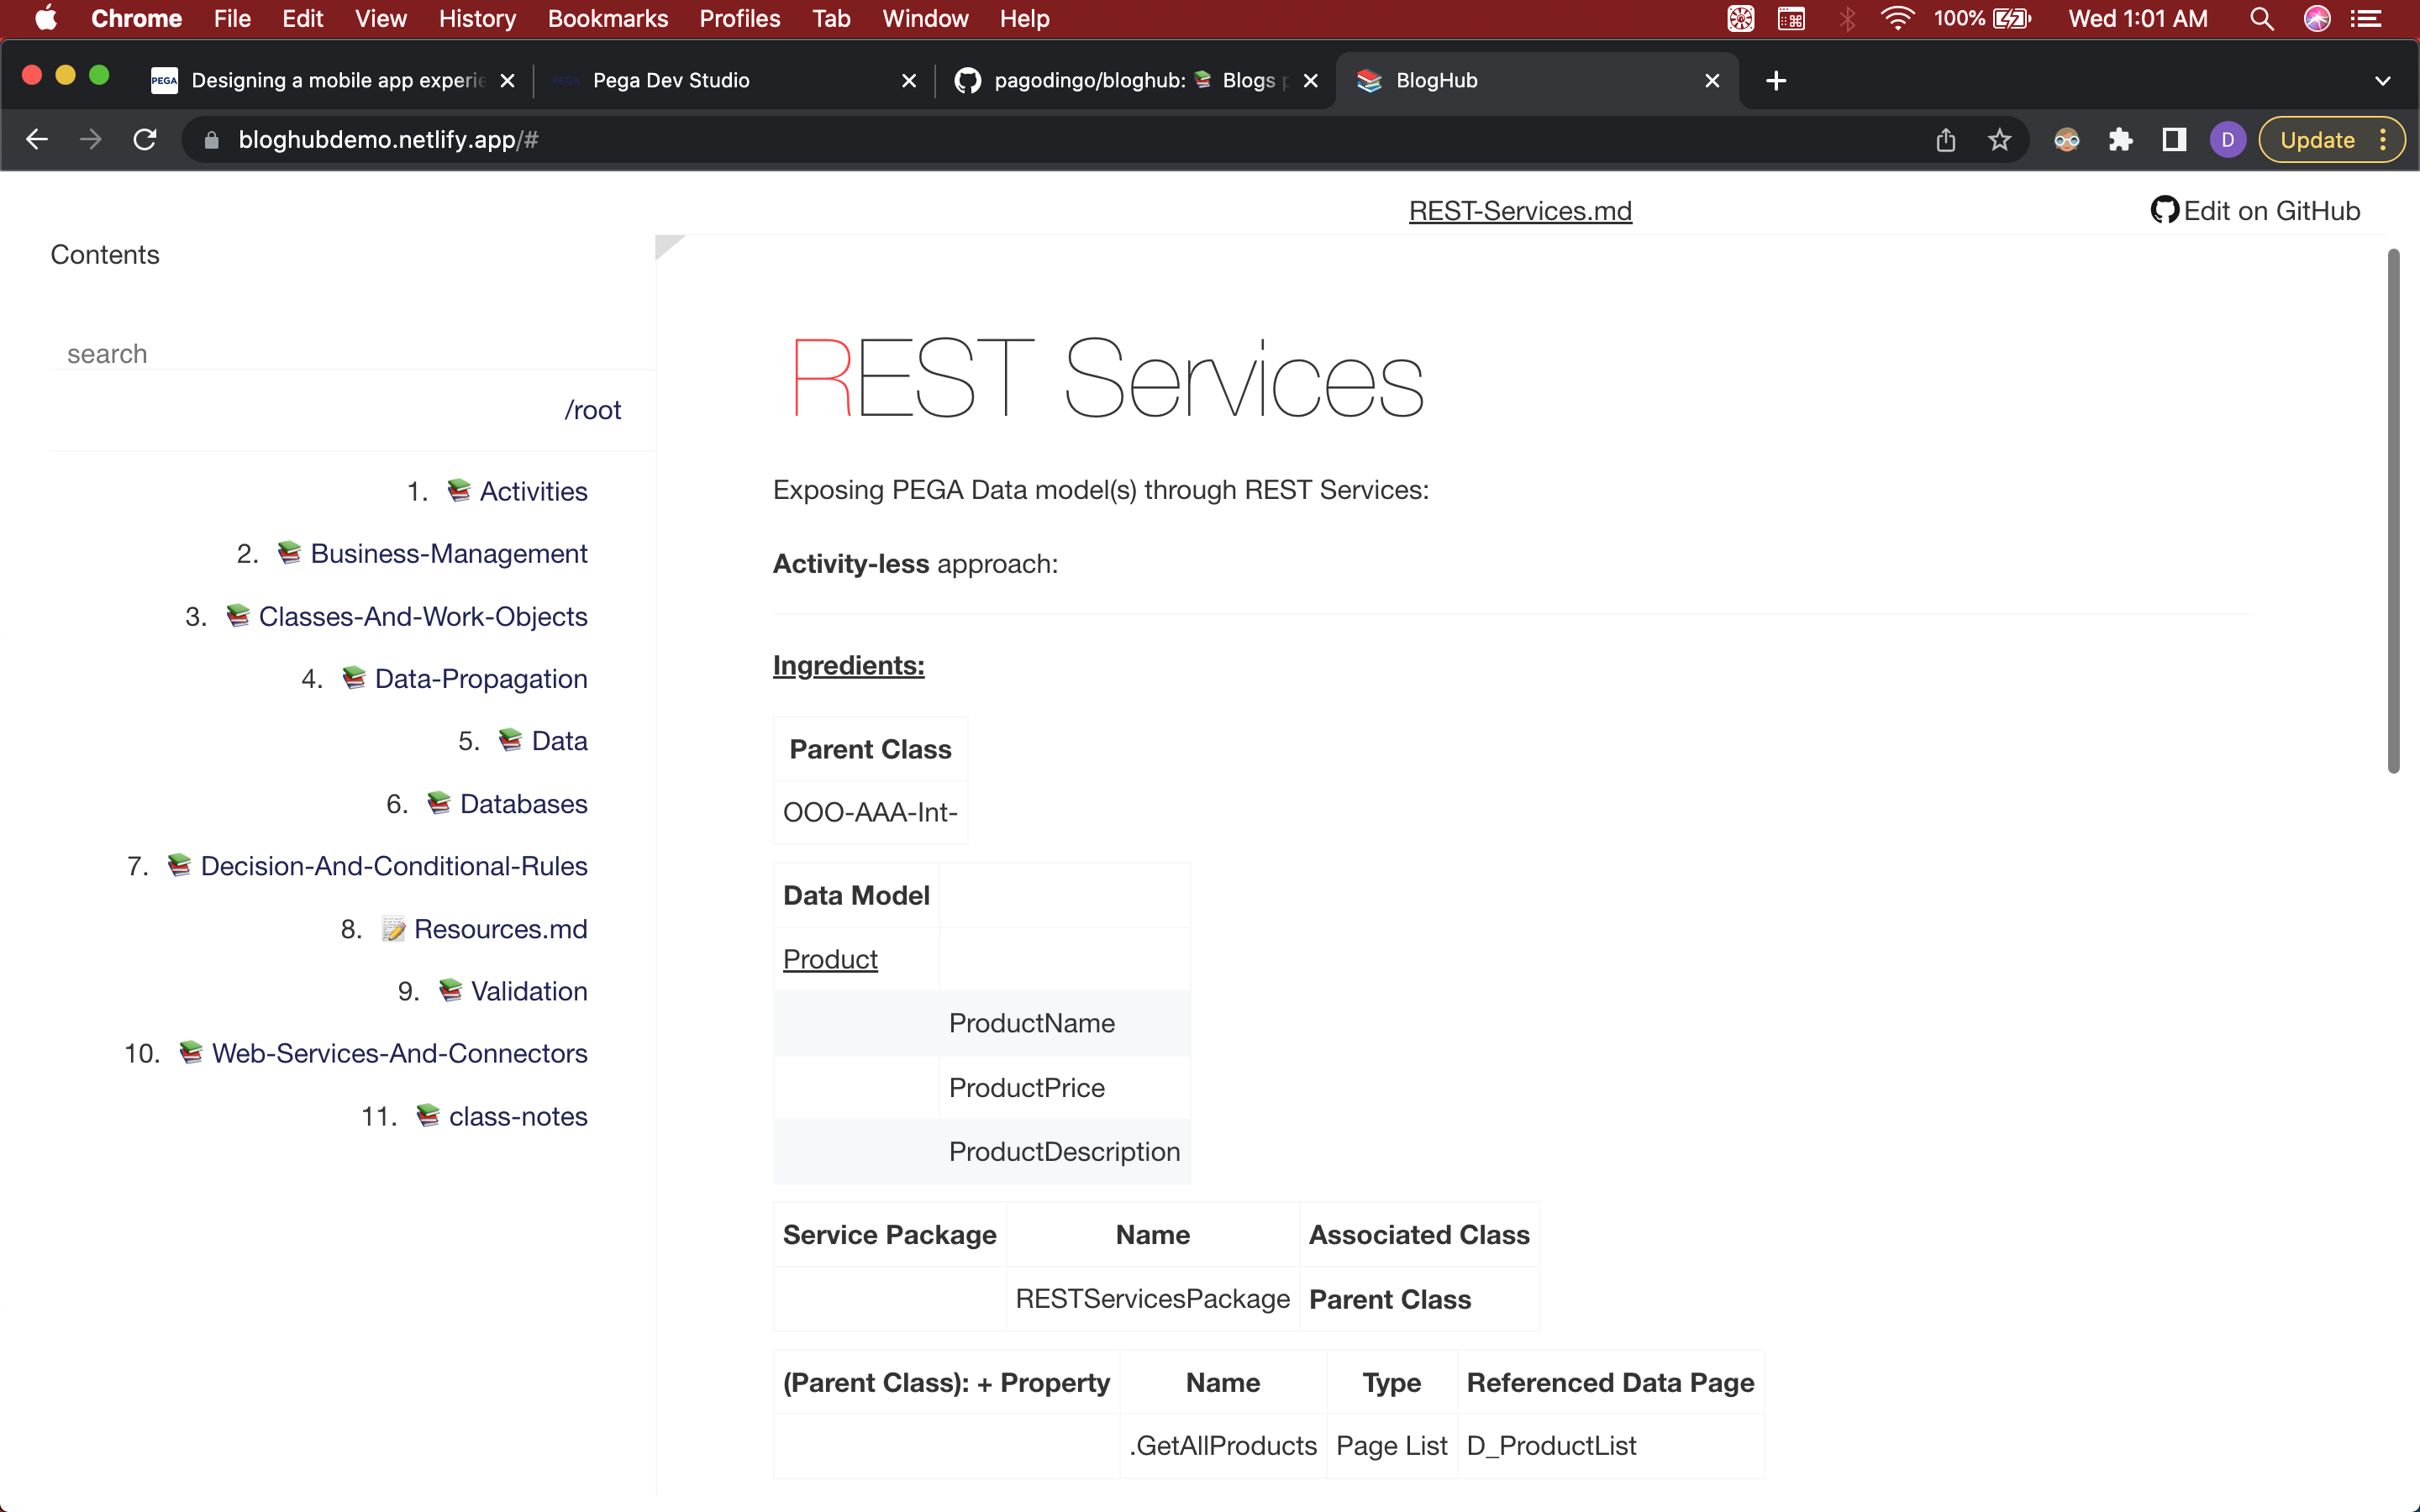 Chrome File Edit View History Bookmarks Profiles Tab Window Help 100% Wed 1:01 AM
PEGA Designing a mobile app experie Pega Dev Studio pagodingo/bloghub: Blogs BlogHub
bloghubdemo.netlify.app/# D Update
REST-Services.md Edit on GitHub
Contents
search
/root
1. Activities
2. Business-Management
3. Classes-And-Work-Objects
4. Data-Propagation
5. Data
6. Databases
7. Decision-And-Conditional-Rules
8. Resources.md
9. Validation
10. Web-Services-And-Connectors
11. class-notes
REST Services
Exposing PEGA Data model(s) through REST Services:
Activity-less approach:
Ingredients:
Parent Class
OOO-AAA-Int-
Data Model
Product
ProductName
ProductPrice
ProductDescription
Service Package Name Associated Class
RESTServicesPackage Parent Class
(Parent Class): + Property Name Type Referenced Data Page
.GetAllProducts Page List D_ProductList